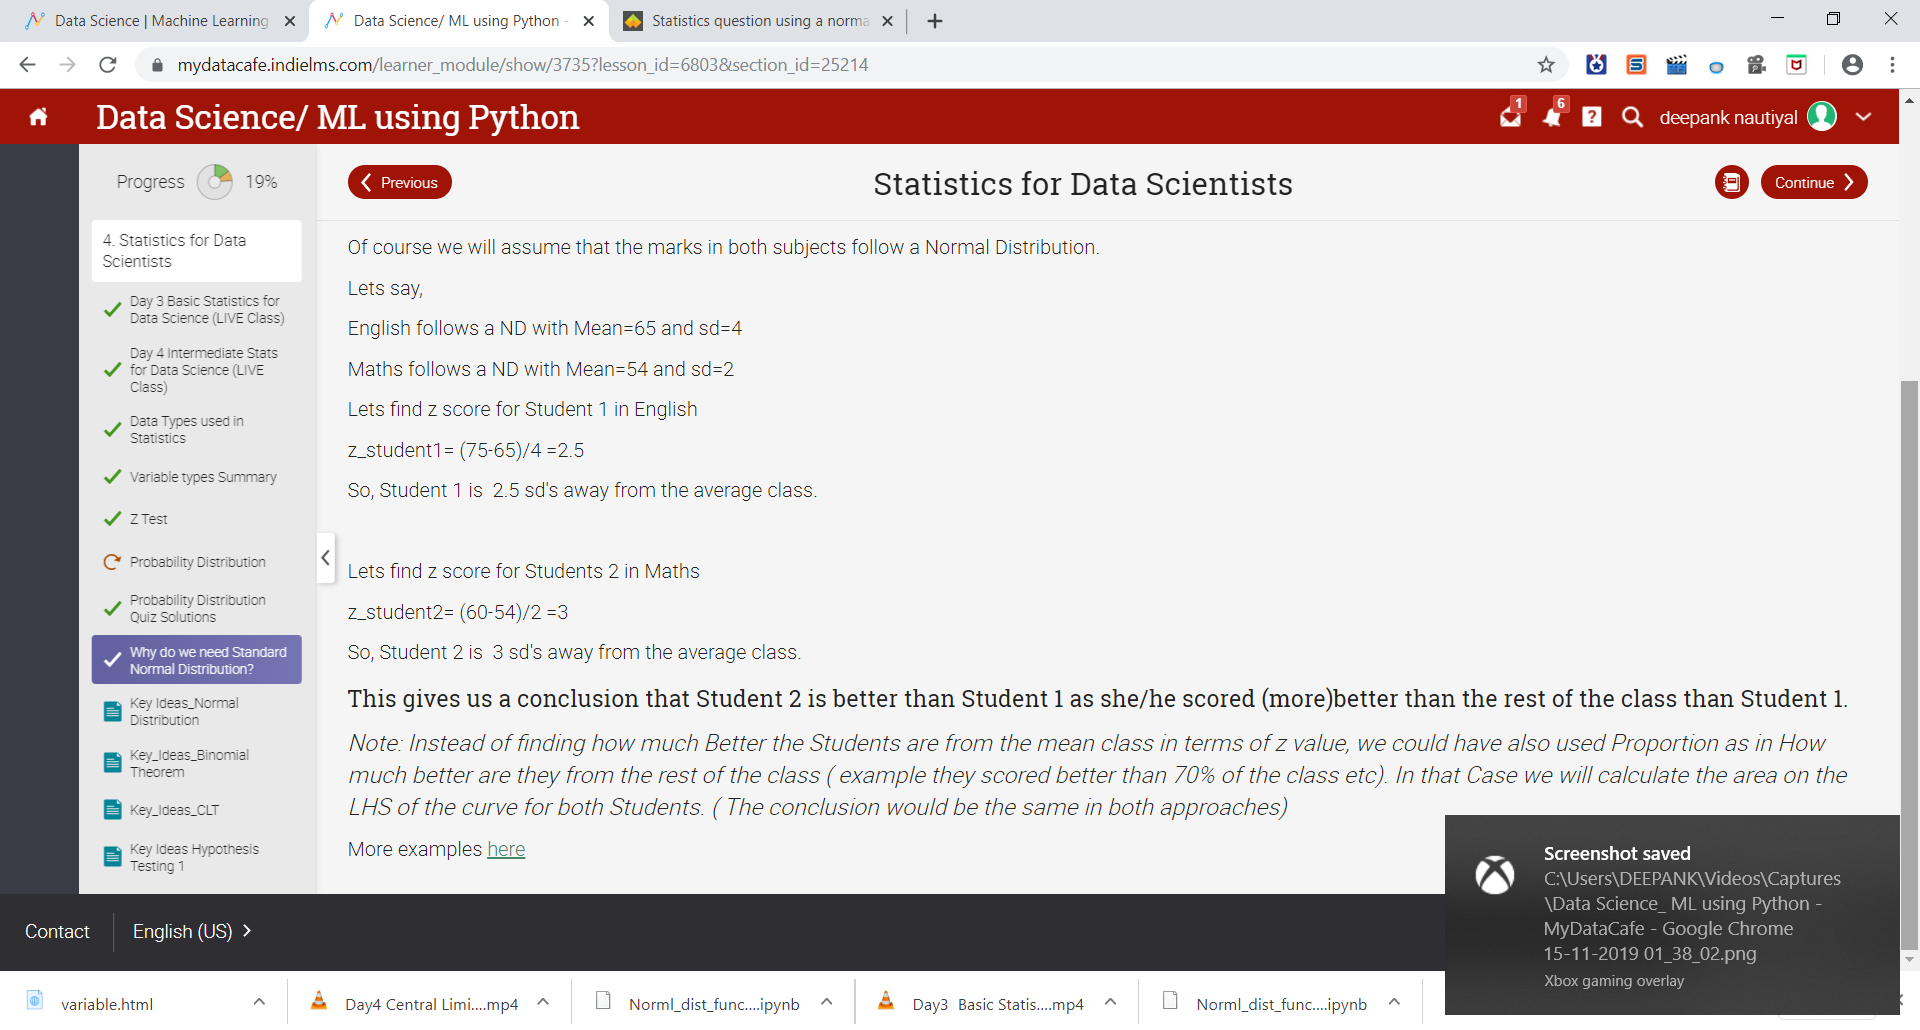 Data Science | Machine Learning
Data Science/ ML using Python -
Statistics question using a norma
mydatacafe.indielms.com/learner_module/show/3735?lesson_id=6803&section_id=25214
Data Science/ ML using Python
1
6
?
deepank nautiyal
Progress
19%
Previous
Statistics for Data Scientists
Continue
4. Statistics for Data
Scientists
Day 3 Basic Statistics for
Data Science (LIVE Class)
Day 4 Intermediate Stats
for Data Science (LIVE
Class)
Data Types used in
Statistics
Variable types Summary
Z Test
Probability Distribution
Probability Distribution
Quiz Solutions
Why do we need Standard
Normal Distribution?
Key Ideas_Normal
Distribution
Key_Ideas_Binomial
Theorem
Key_Ideas_CLT
Key Ideas Hypothesis
Testing 1
Of course we will assume that the marks in both subjects follow a Normal Distribution.
Lets say,
English follows a ND with Mean=65 and sd=4
Maths follows a ND with Mean=54 and sd=2
Lets find z score for Student 1 in English
z_student1= (75-65)/4 =2.5
So, Student 1 is  2.5 sd's away from the average class.
Lets find z score for Students 2 in Maths
z_student2= (60-54)/2 =3
So, Student 2 is  3 sd's away from the average class.
This gives us a conclusion that Student 2 is better than Student 1 as she/he scored (more)better than the rest of the class than Student 1.
Note: Instead of finding how much Better the Students are from the mean class in terms of z value, we could have also used Proportion as in How
much better are they from the rest of the class ( example they scored better than 70% of the class etc). In that Case we will calculate the area on the
LHS of the curve for both Students. ( The conclusion would be the same in both approaches)
More examples here
Screenshot saved
C:\Users\DEEPANK\Videos\Captures
\Data Science_ ML using Python -
MyDataCafe - Google Chrome
15-11-2019 01_38_02.png
Xbox gaming overlay
Contact
English (US)
variable.html
Day4 Central Limi....mp4
Norml_dist_func....ipynb
Day3  Basic Statis....mp4
Norml_dist_func....ipynb